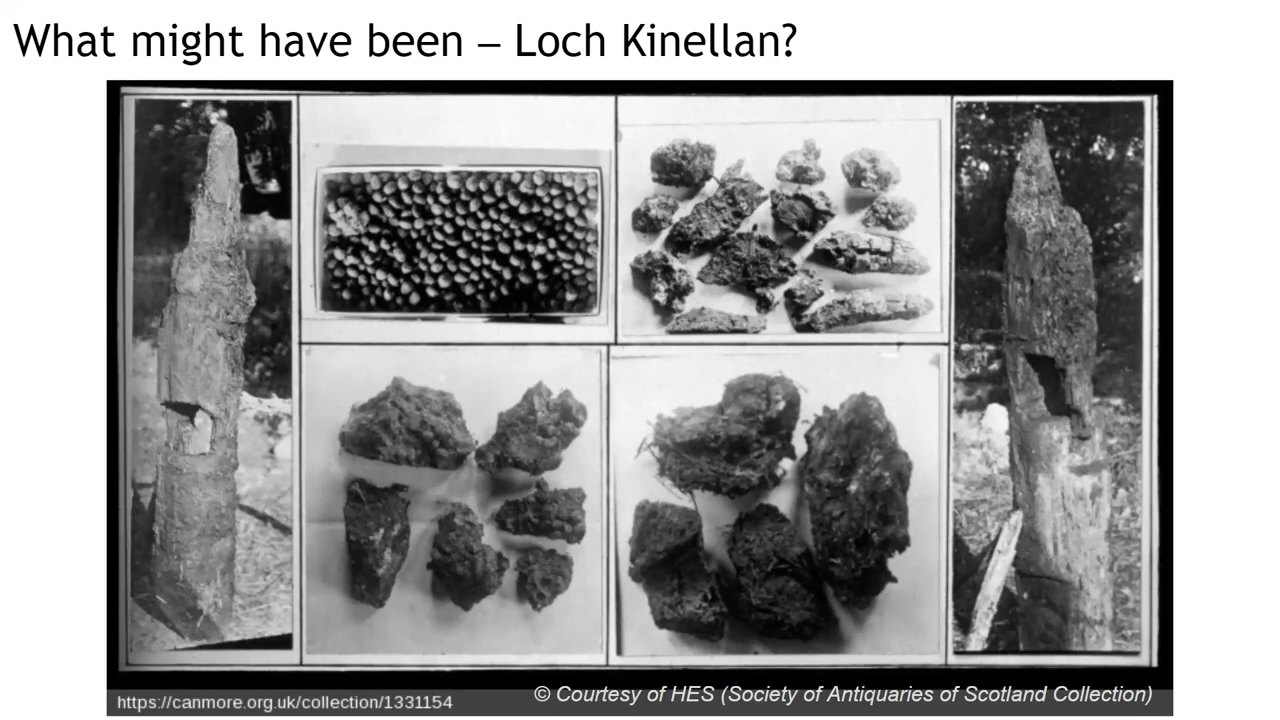 What might have been – Loch Kinellan?
https://canmore.org.uk/collection/1331154
© Courtesy of HES (Society of Antiquaries of Scotland Collection)